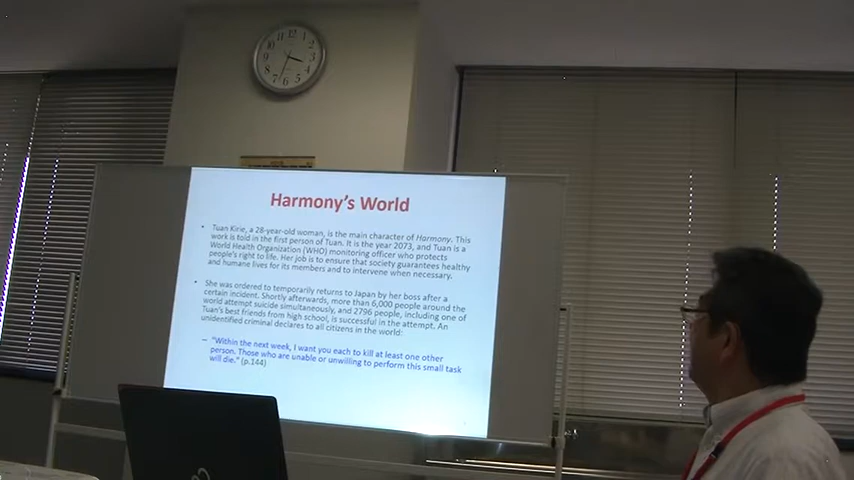 Harmony's World
• Tuan Kirie, a 28-year-old woman, is the main character of Harmony. This
work is told in the first person of Tuan. It is the year 2073, and Tuan is a
World Health Organization (WHO) monitoring officer who protects
people's right to life. Her job is to ensure that society guarantees healthy
and humane lives for its members and to intervene when necessary.
• She was ordered to temporarily returns to Japan by her boss after a
certain incident. Shortly afterwards, more than 6,000 people around the
world attempt suicide simultaneously, and 2796 people, including one of
Tuan's best friends from high school, is successful in the attempt. An
unidentified criminal declares to all citizens in the world:
– "Within the next week, I want you each to kill at least one other
person. Those who are unable or unwilling to perform this small task
will die." (p.144)